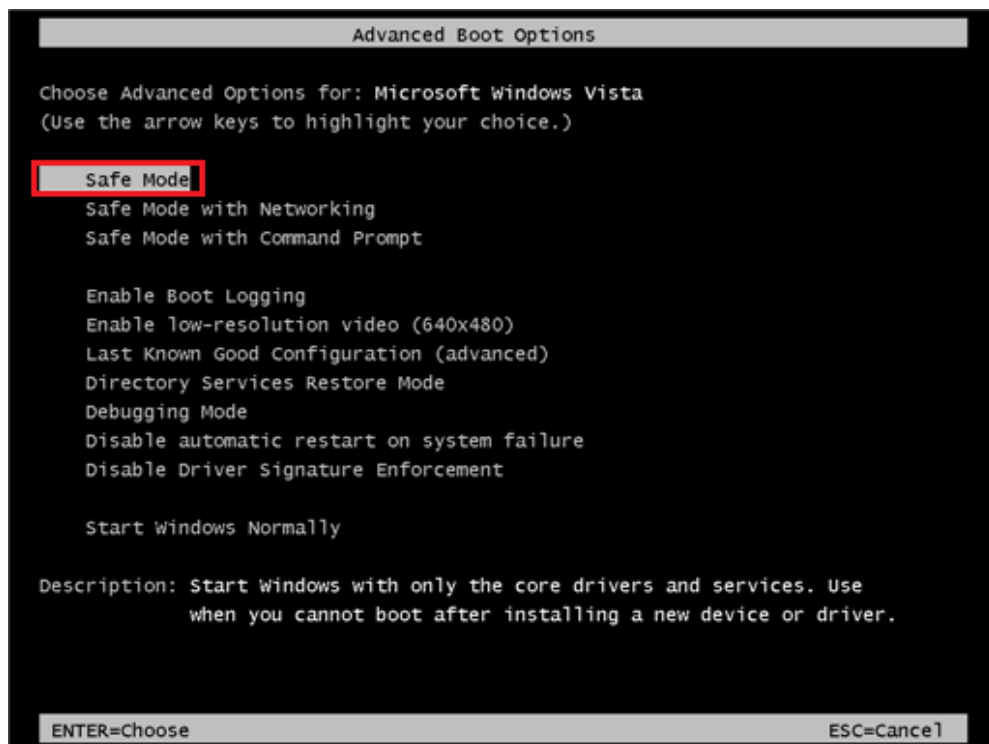 Advanced Boot Options
Choose Advanced Options for: Microsoft Windows Vista
(Use the arrow keys to highlight your choice.)
Safe Mode
Safe Mode with Networking
Safe Mode with Command Prompt
Enable Boot Logging
Enable low-resolution video (640x480)
Last Known Good Configuration (advanced)
Directory Services Restore Mode
Debugging Mode
Disable automatic restart on system failure
Disable Driver Signature Enforcement
Start Windows Normally
Description: Start Windows with only the core drivers and services. Use
when you cannot boot after installing a new device or driver.
ENTER=Choose ESC=Cancel